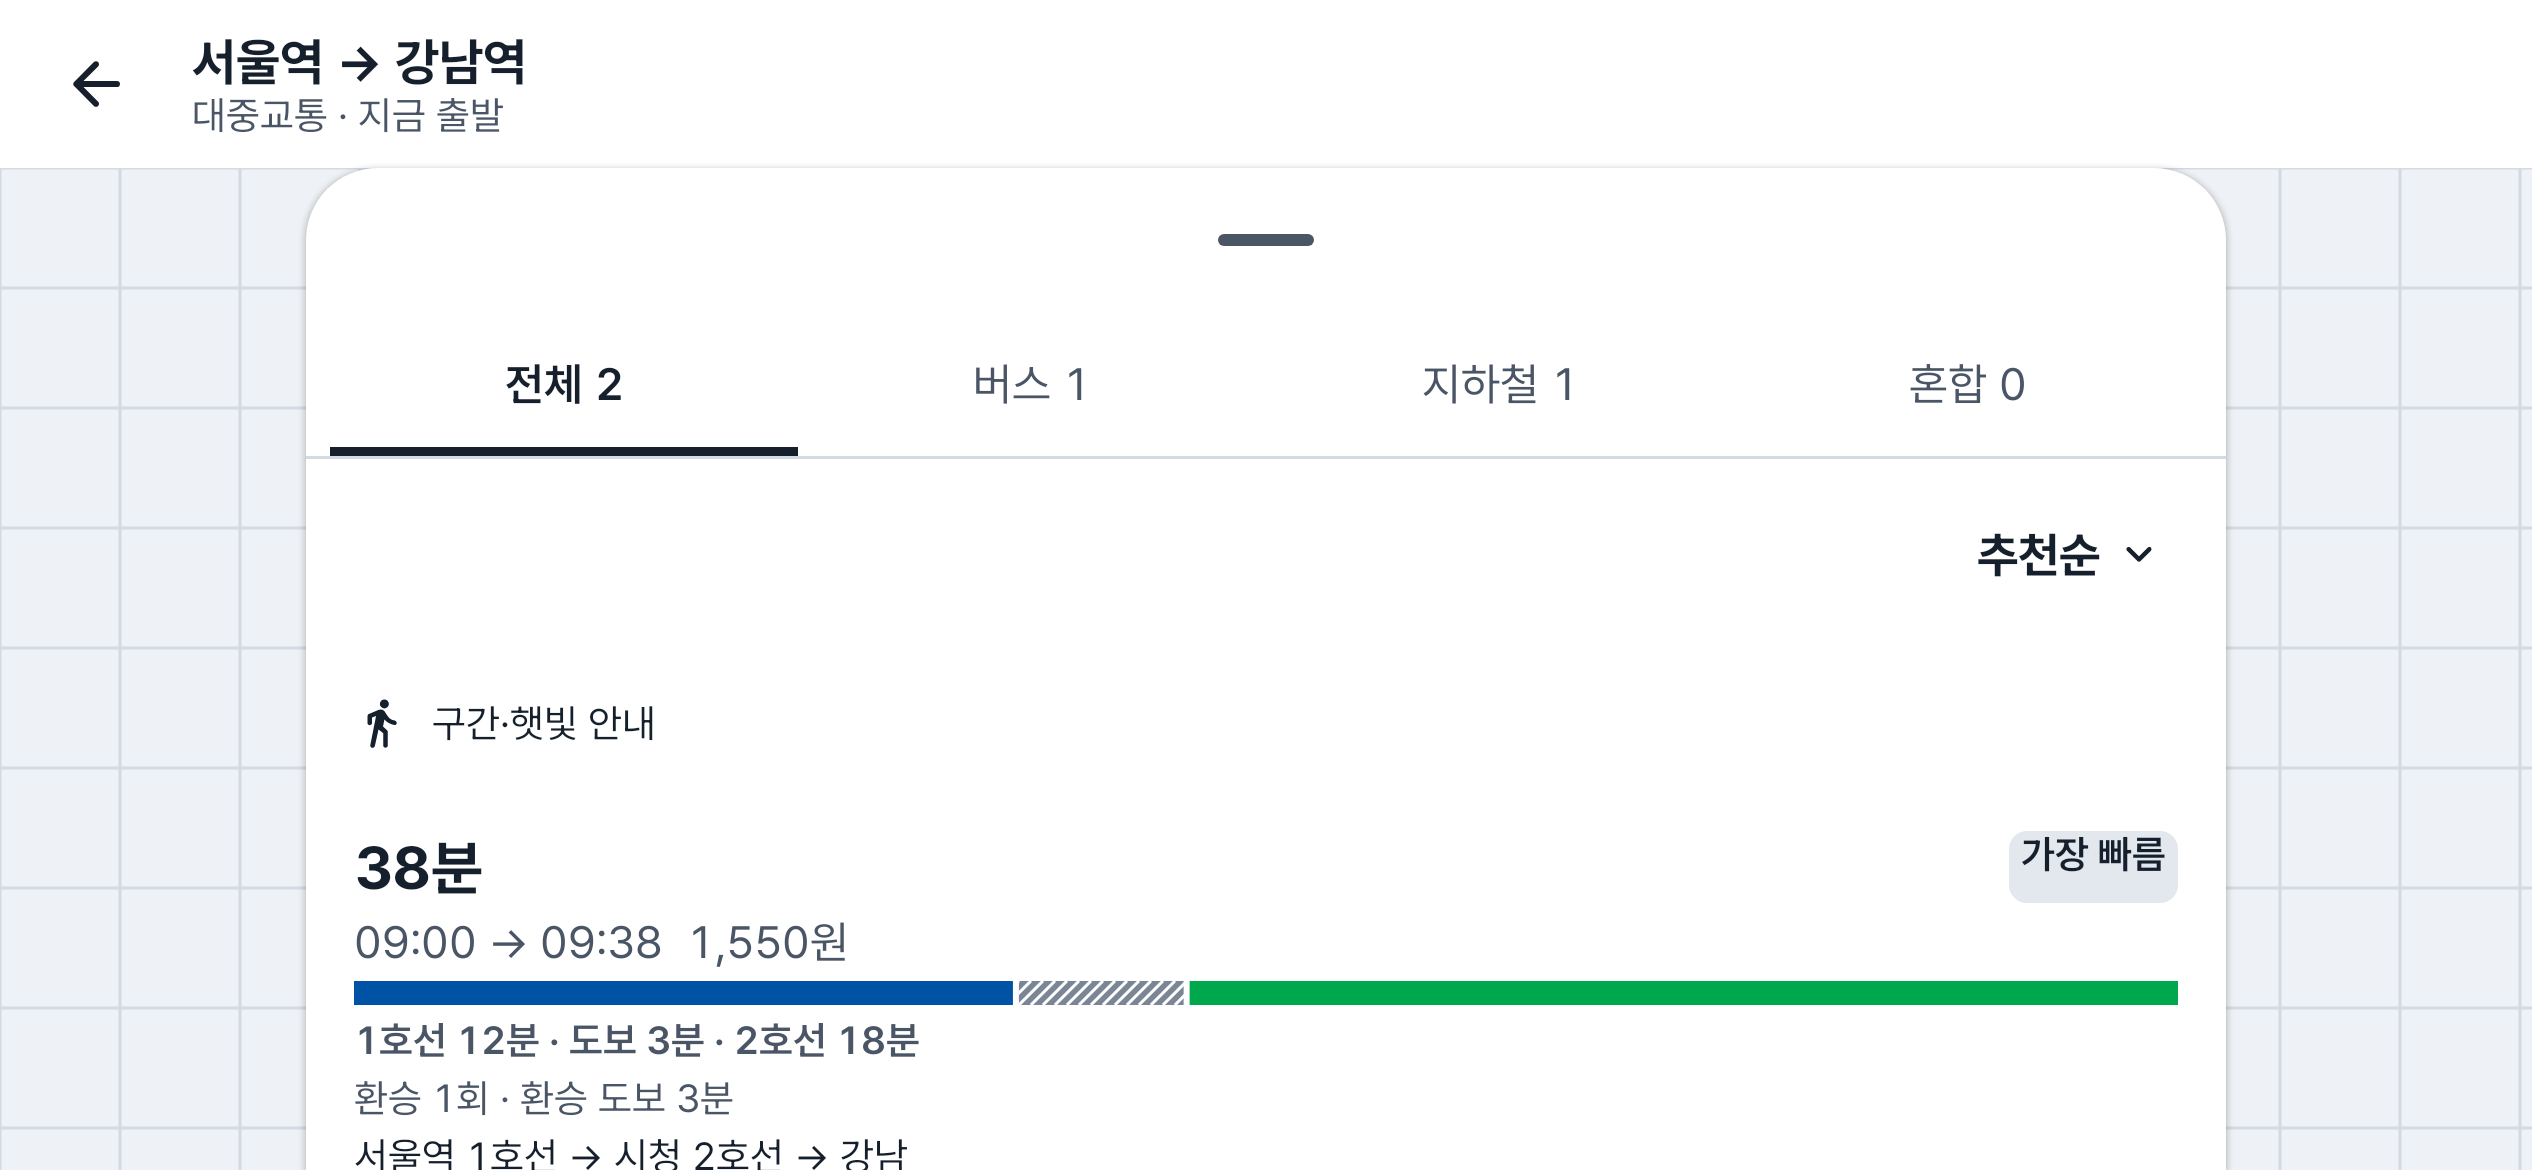 서울역 → 강남역
대중교통 · 지금 출발
전체 2 버스 1 지하철 1 혼합 0
추천순
구간·햇빛 안내
38분 가장 빠름
09:00 → 09:38 1,550원
1호선 12분 · 도보 3분 · 2호선 18분
환승 1회 · 환승 도보 3분
서울역 1호선 → 시청 2호선 → 강남